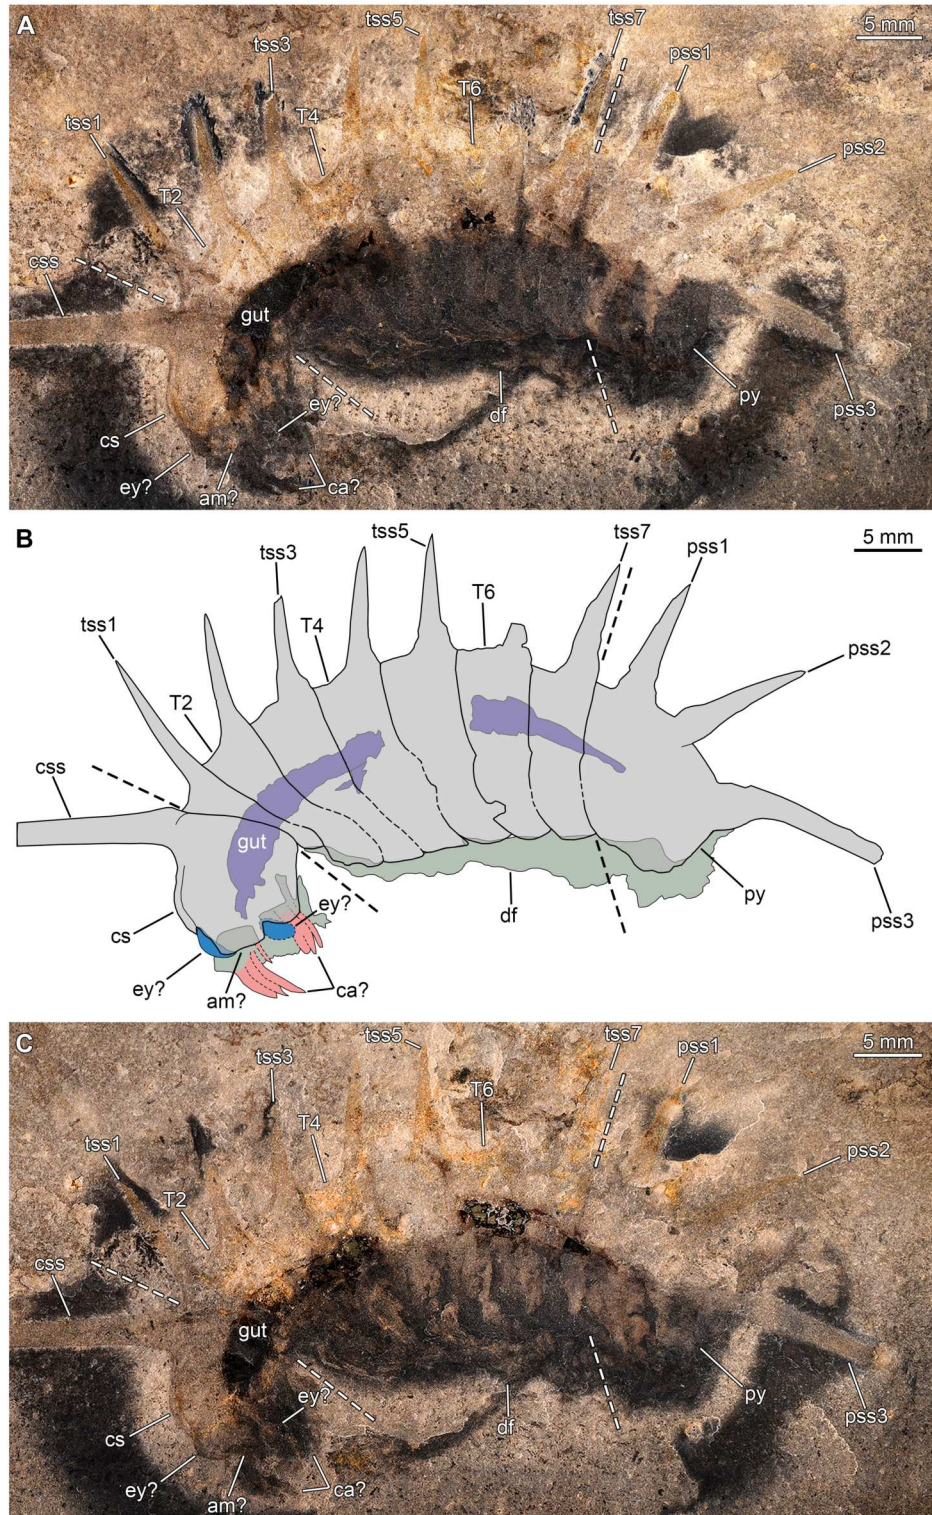 A
tss5
tss7
5 mm
tss3
pss1
T6
T4
tss1
pss2
T2
css
gut
ey?
cs
df
py
pss3
ey?
am?
ca?
B
tss5
tss7
5 mm
tss3
pss1
T6
T4
tss1
pss2
T2
css
gut
ey?
cs
df
py
pss3
ey?
am?
ca?
C
tss5
tss7
5 mm
tss3
pss1
T6
T4
tss1
pss2
T2
css
gut
ey?
cs
df
py
pss3
ey?
am?
ca?